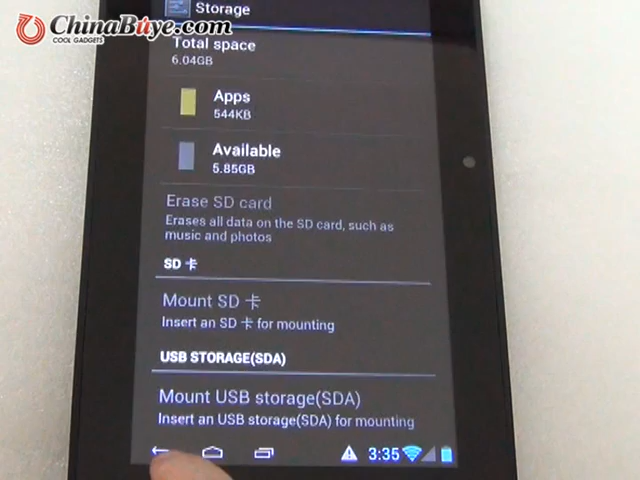 ChinaBuye.com
COOL GADGETS
Storage
Total space
6.04GB
Apps
544KB
Available
5.85GB
Erase SD card
Erases all data on the SD card, such as
music and photos
SD 卡
Mount SD 卡
Insert an SD 卡 for mounting
USB STORAGE(SDA)
Mount USB storage(SDA)
Insert an USB storage(SDA) for mounting
3:35